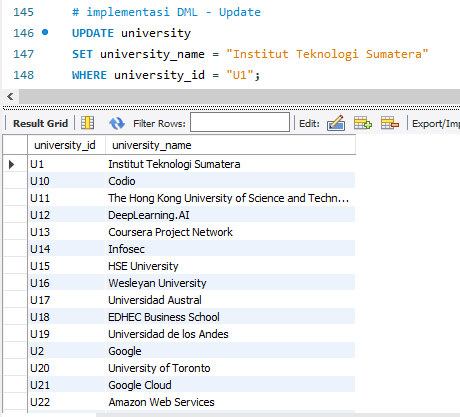 145 # implementasi DML - Update
146 UPDATE university
147 SET university_name = "Institut Teknologi Sumatera"
148 WHERE university_id = "U1";
Result Grid Filter Rows: Edit: Export/Im
university_id university_name
U1 Institut Teknologi Sumatera
U10 Codio
U11 The Hong Kong University of Science and Techn...
U12 DeepLearning.AI
U13 Coursera Project Network
U14 Infosec
U15 HSE University
U16 Wesleyan University
U17 Universidad Austral
U18 EDHEC Business School
U19 Universidad de los Andes
U2 Google
U20 University of Toronto
U21 Google Cloud
U22 Amazon Web Services